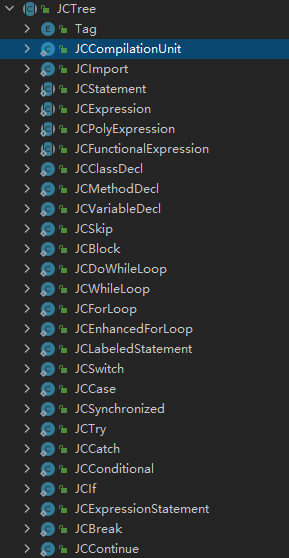 JCTree
Tag
JCCompilationUnit
JCImport
JCStatement
JCExpression
JCPolyExpression
JCFunctionalExpression
JCClassDecl
JCMethodDecl
JCVariableDecl
JCSkip
JCBlock
JCDoWhileLoop
JCWhileLoop
JCForLoop
JCEnhancedForLoop
JCLabeledStatement
JCSwitch
JCCase
JCSynchronized
JCTry
JCCatch
JCConditional
JCIf
JCExpressionStatement
JCBreak
JCContinue